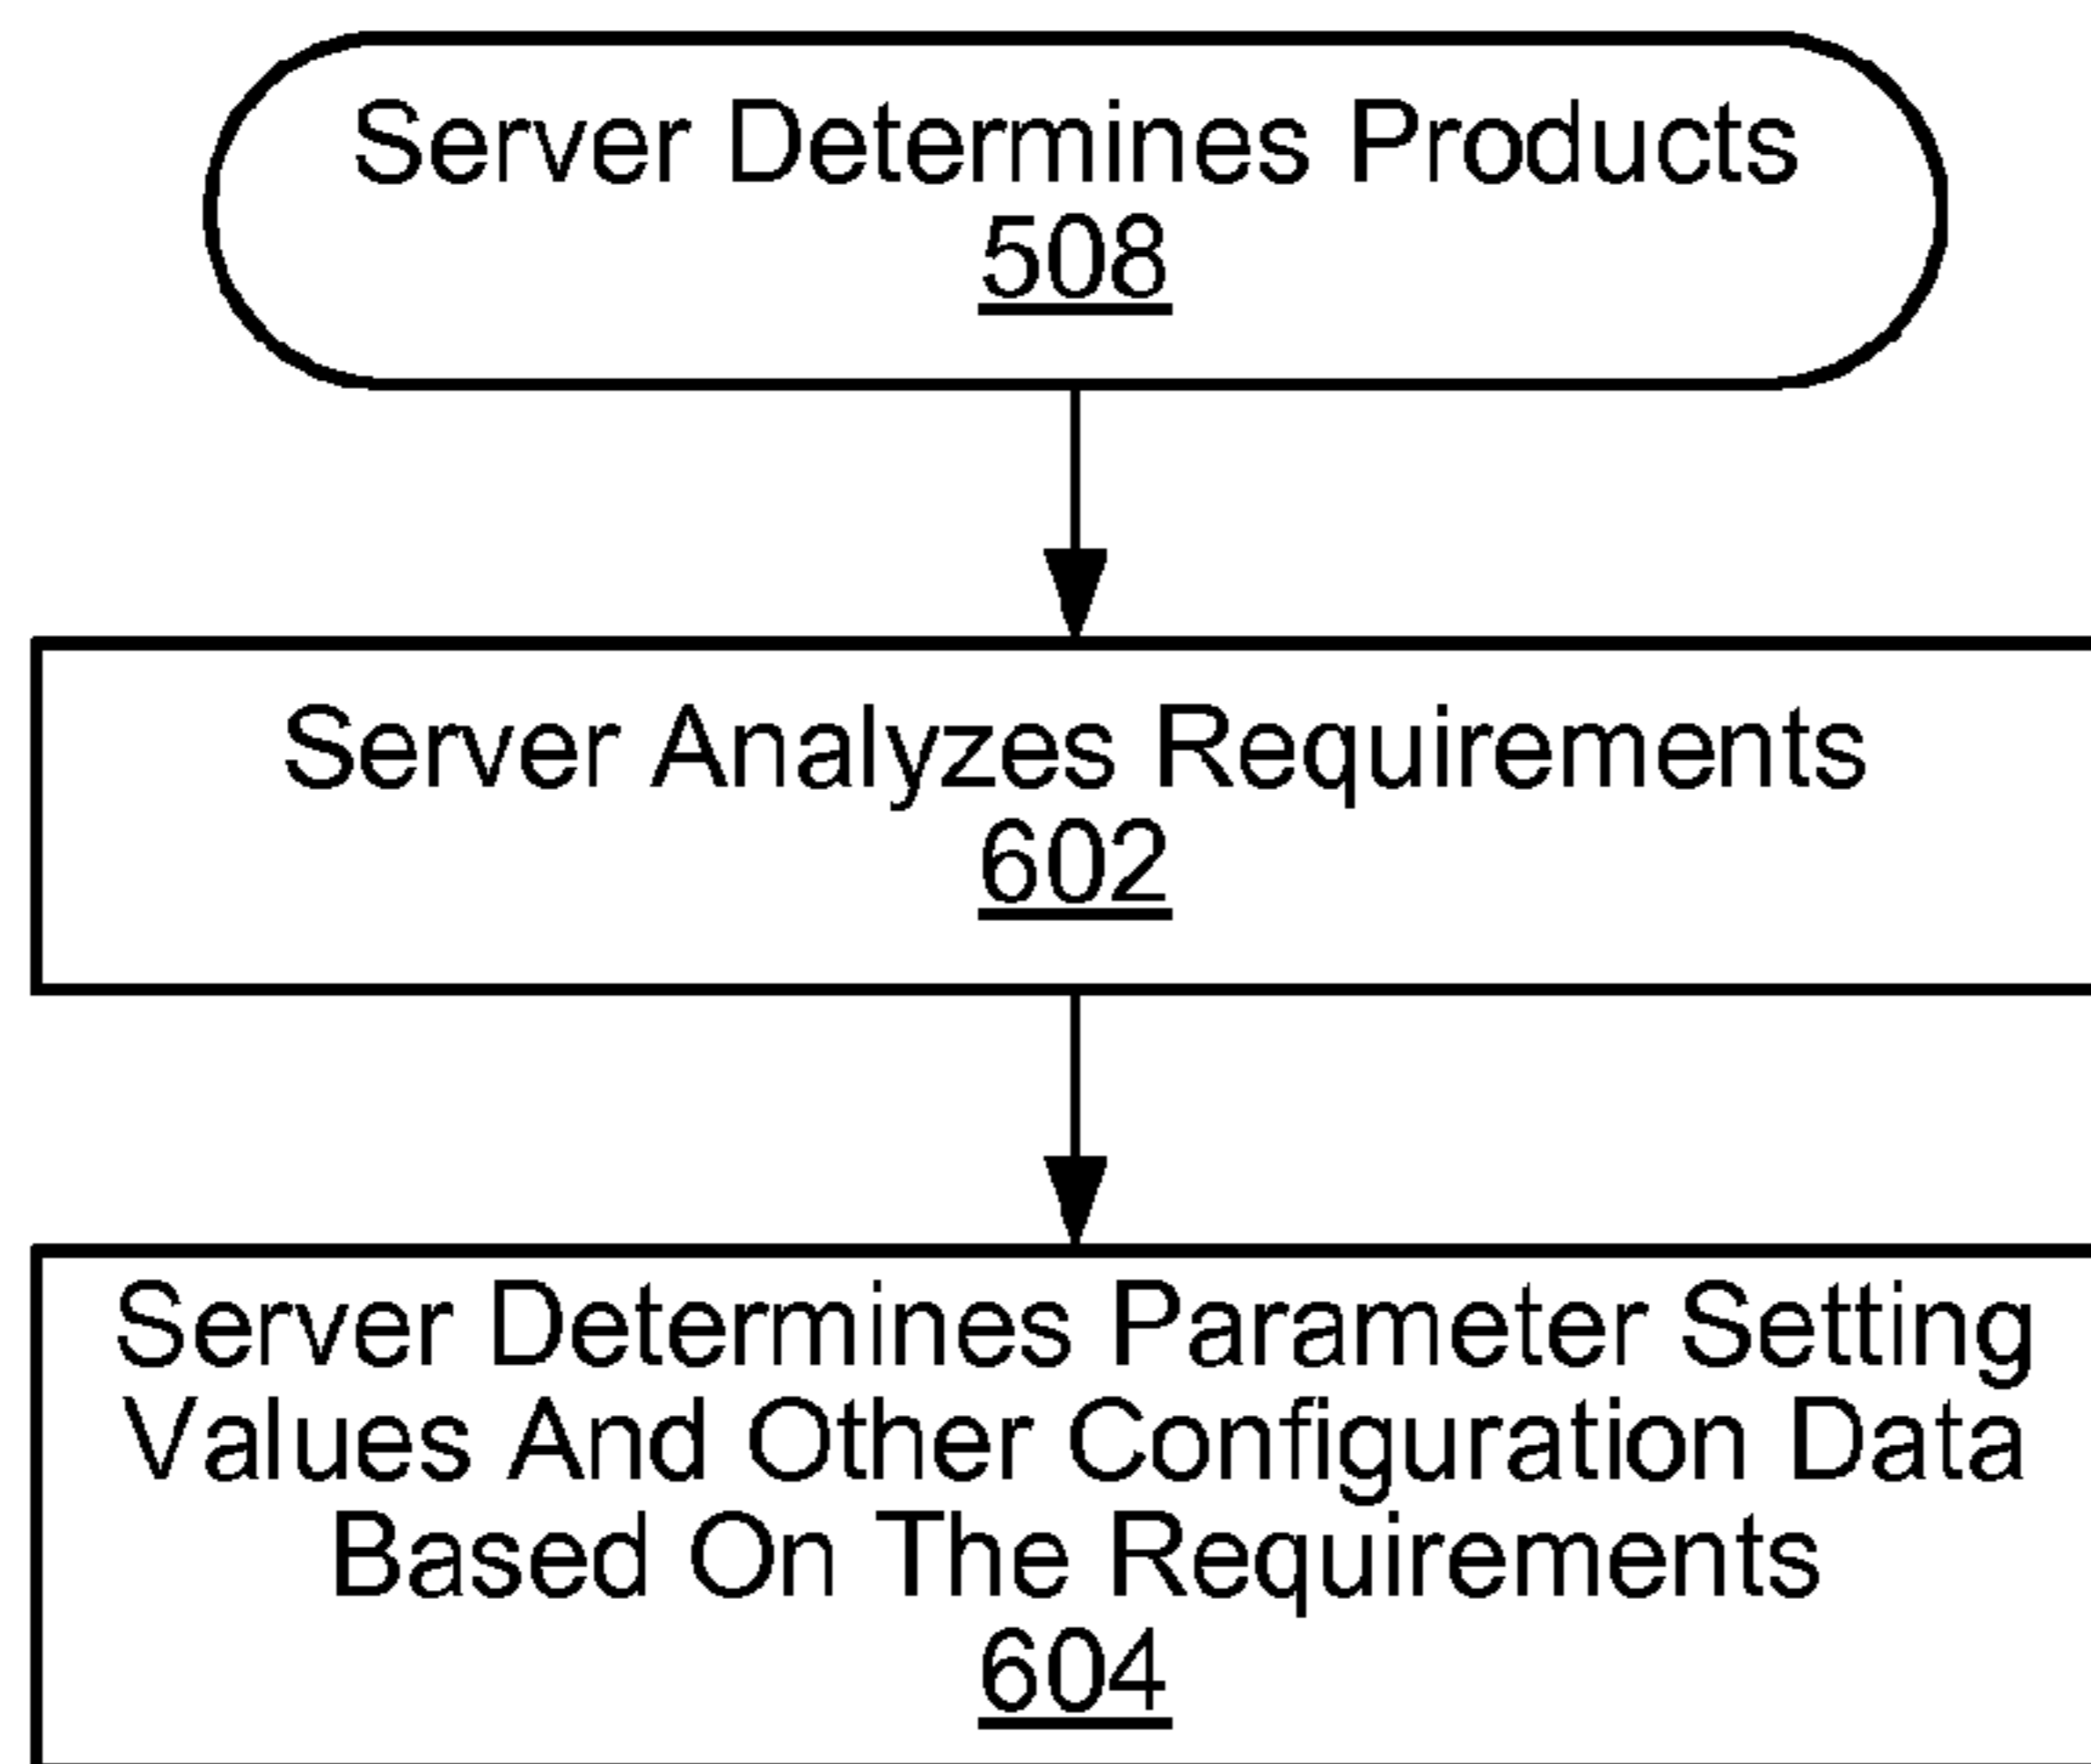 Server Determines Products
508
Server Analyzes Requirements
602
Server Determines Parameter Setting
Values And Other Configuration Data
Based On The Requirements
604